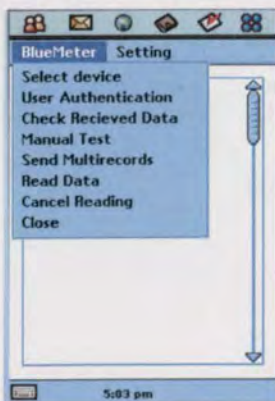 BlueMeter Setting
Select device
User Authentication
Check Recieved Data
Manual Test
Send Multirecords
Read Data
Cancel Reading
Close
5:03 pm